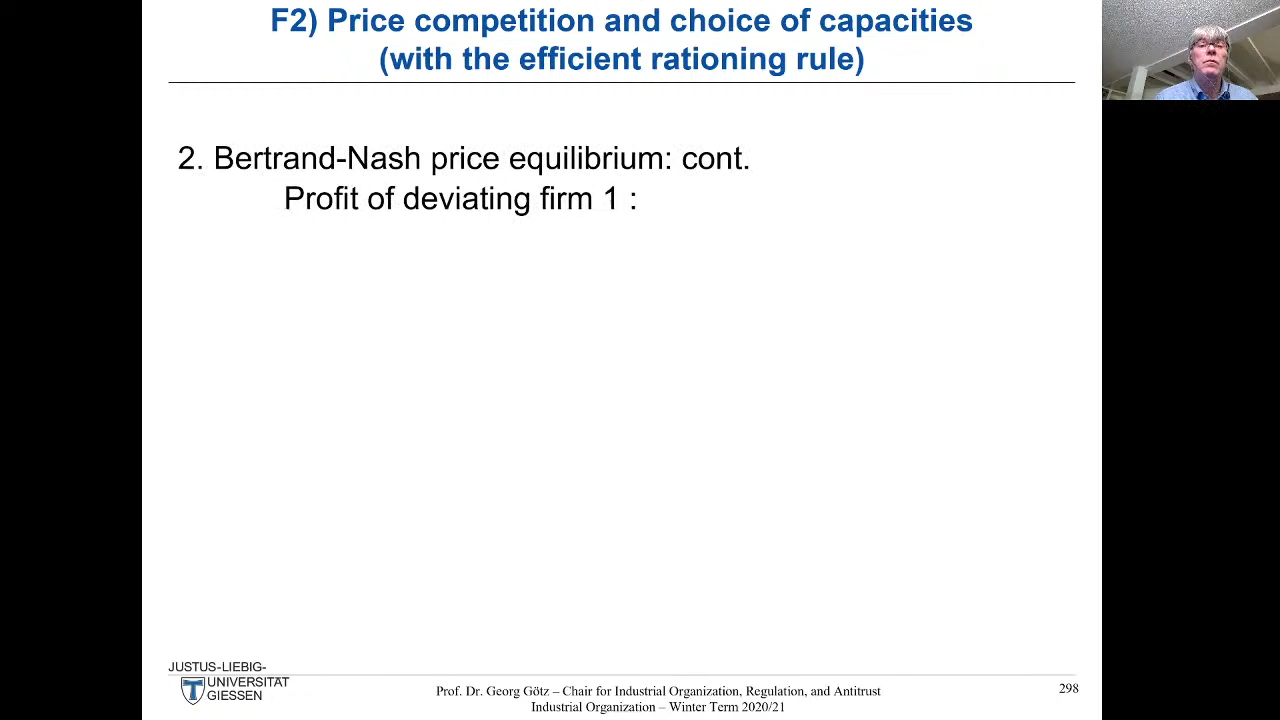 F2) Price competition and choice of capacities
(with the efficient rationing rule)
2. Bertrand-Nash price equilibrium: cont.
Profit of deviating firm 1 :
JUSTUS-LIEBIG-
UNIVERSITÄT
GIESSEN
Prof. Dr. Georg Götz – Chair for Industrial Organization, Regulation, and Antitrust
Industrial Organization – Winter Term 2020/21
298